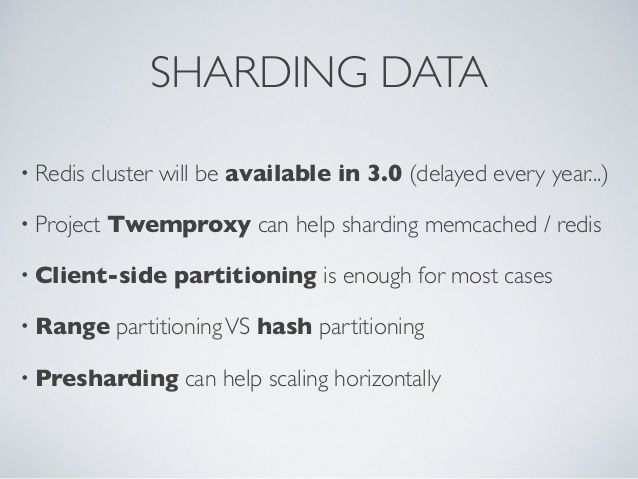 SHARDING DATA
• Redis cluster will be available in 3.0 (delayed every year...)
• Project Twemproxy can help sharding memcached / redis
• Client-side partitioning is enough for most cases
• Range partitioning VS hash partitioning
• Presharding can help scaling horizontally